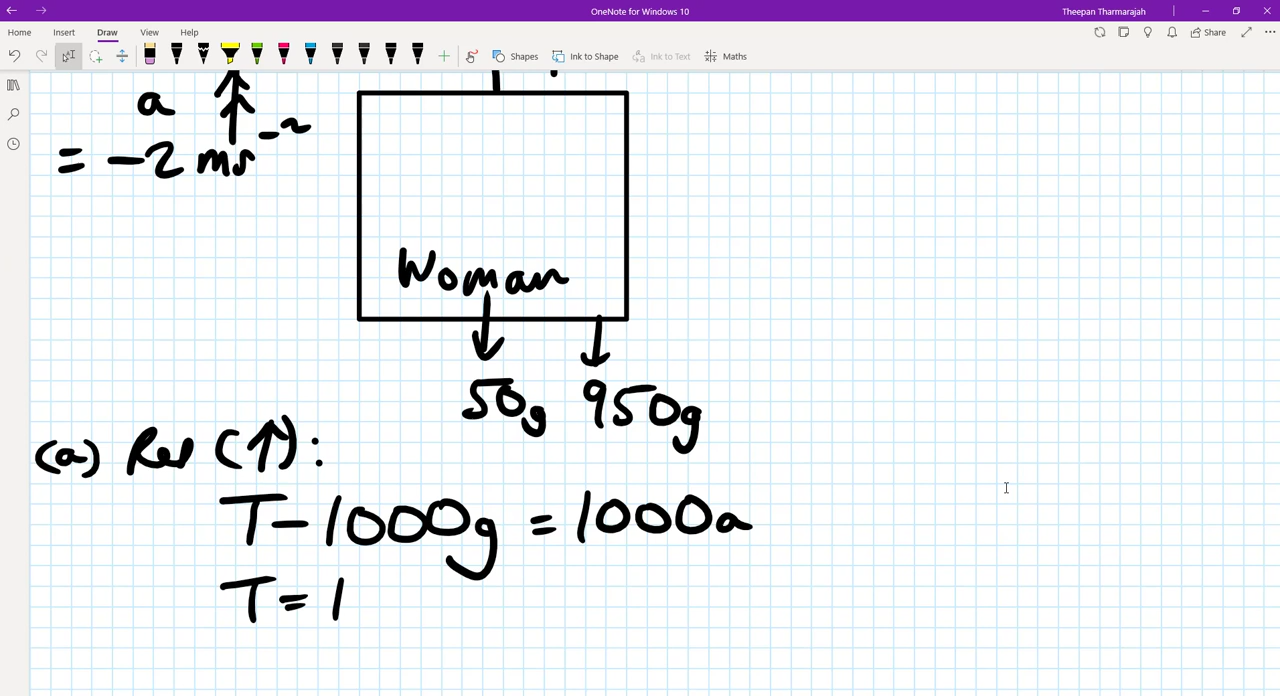 OneNote for Windows 10
Theepan Tharmarajah
Home Insert Draw View Help
Share
Shapes Ink to Shape Ink to Text Maths
a
= -2 ms⁻²
Woman
50g 950g
(a) Res (↑):
T - 1000g = 1000a
T = 1